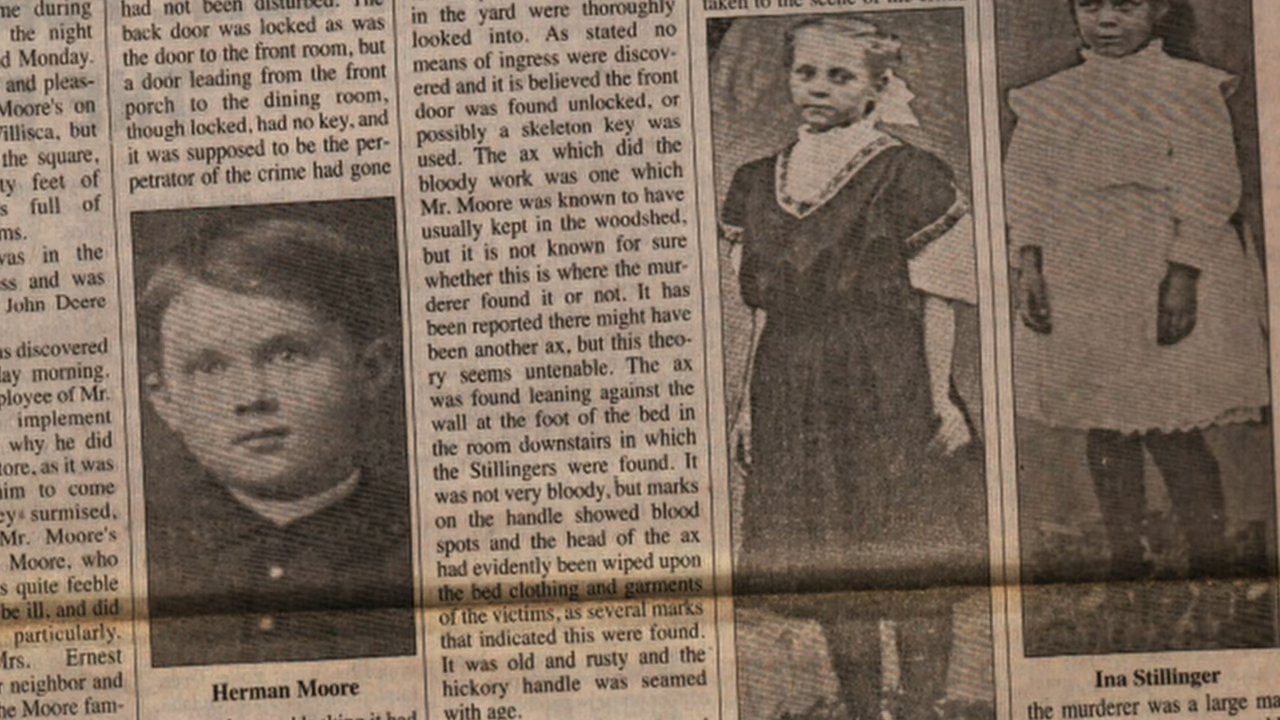 me during
the night
d Monday.
and pleas-
Moore's on
illisca, but
the square,
ty feet of
s full of
ms.
was in the
ss and was
John Deere
as discovered
day morning.
ployee of Mr.
implement
why he did
tore, as it was
him to come
ey surmised,
Mr. Moore's
Moore, who
s quite feeble
be ill, and did
particularly.
Mrs. Ernest
r neighbor and
he Moore fam-
had not been disturbed. The
back door was locked as was
the door to the front room, but
a door leading from the front
porch to the dining room,
though locked, had no key, and
it was supposed to be the per-
petrator of the crime had gone
Herman Moore
it had
in the yard were thoroughly
looked into. As stated no
means of ingress were discov-
ered and it is believed the front
door was found unlocked, or
possibly a skeleton key was
used. The ax which did the
bloody work was one which
Mr. Moore was known to have
usually kept in the woodshed,
but it is not known for sure
whether this is where the mur-
derer found it or not. It has
been reported there might have
been another ax, but this theo-
ry seems untenable. The ax
was found leaning against the
wall at the foot of the bed in
the room downstairs in which
the Stillingers were found. It
was not very bloody, but marks
on the handle showed blood
spots and the head of the ax
had evidently been wiped upon
the bed clothing and garments
of the victims, as several marks
that indicated this were found.
It was old and rusty and the
hickory handle was seamed
with age.
taken to the scene of the
Ina Stillinger
the murderer was a large ma